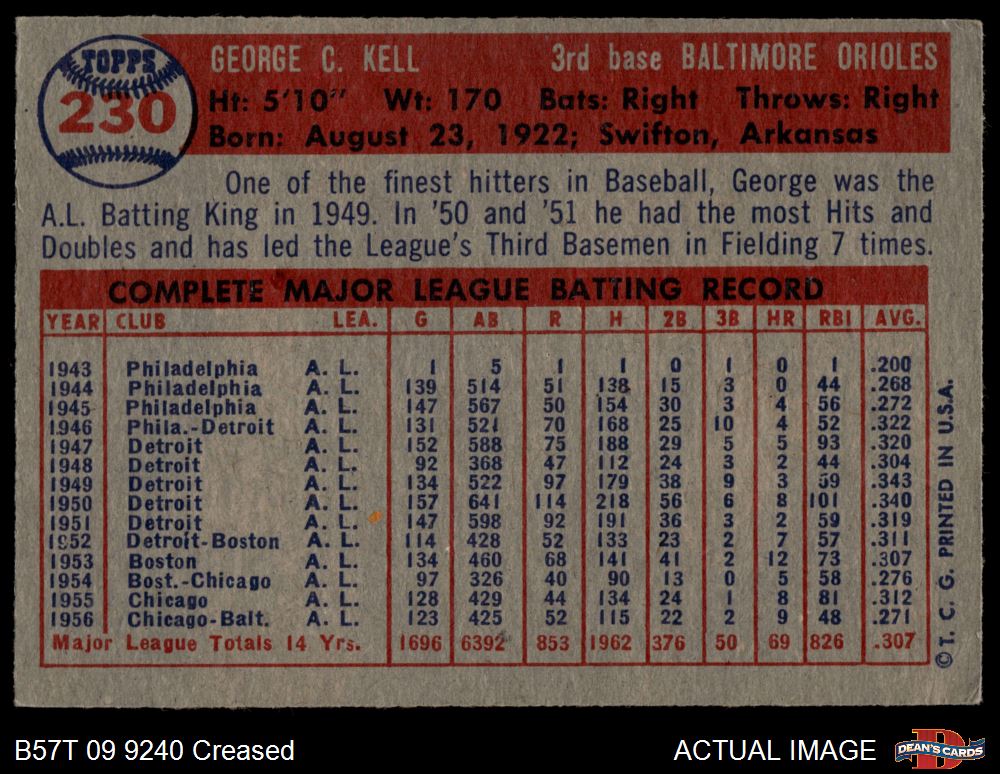 TOPPS
230
GEORGE C. KELL 3rd base BALTIMORE ORIOLES
Ht: 5'10" Wt: 170 Bats: Right Throws: Right
Born: August 23, 1922; Swifton, Arkansas
One of the finest hitters in Baseball, George was the
A.L. Batting King in 1949. In '50 and '51 he had the most Hits and
Doubles and has led the League's Third Basemen in Fielding 7 times.
COMPLETE MAJOR LEAGUE BATTING RECORD
YEAR CLUB LEA. G AB R H 2B 3B HR RBI AVG.
1943 Philadelphia A. L. 1 5 1 1 0 1 0 1 .200
1944 Philadelphia A. L. 139 514 51 138 15 3 0 44 .268
1945 Philadelphia A. L. 147 567 50 154 30 3 4 56 .272
1946 Phila.-Detroit A. L. 131 521 70 168 25 10 4 52 .322
1947 Detroit A. L. 152 588 75 188 29 5 5 93 .320
1948 Detroit A. L. 92 368 47 112 24 3 2 44 .304
1949 Detroit A. L. 134 522 97 179 38 9 3 59 .343
1950 Detroit A. L. 157 641 114 218 56 6 8 101 .340
1951 Detroit A. L. 147 598 92 191 36 3 2 59 .319
1952 Detroit-Boston A. L. 114 428 52 133 23 2 7 57 .311
1953 Boston A. L. 134 460 68 141 41 2 12 73 .307
1954 Bost.-Chicago A. L. 97 326 40 90 13 0 5 58 .276
1955 Chicago A. L. 128 429 44 134 24 1 8 81 .312
1956 Chicago-Balt. A. L. 123 425 52 115 22 2 9 48 .271
Major League Totals 14 Yrs. 1696 6392 853 1962 376 50 69 826 .307
© T. C. G. PRINTED IN U.S.A.
B57T 09 9240 Creased ACTUAL IMAGE
D
DEAN'S CARDS